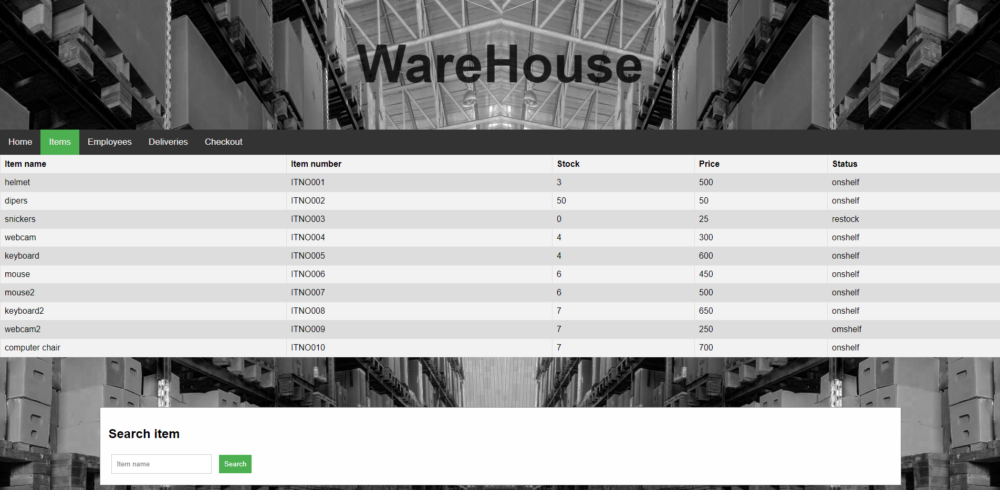 WareHouse
Home Items Employees Deliveries Checkout
Item name Item number Stock Price Status
helmet ITNO001 3 500 onshelf
dipers ITNO002 50 50 onshelf
snickers ITNO003 0 25 restock
webcam ITNO004 4 300 onshelf
keyboard ITNO005 4 600 onshelf
mouse ITNO006 6 450 onshelf
mouse2 ITNO007 6 500 onshelf
keyboard2 ITNO008 7 650 onshelf
webcam2 ITNO009 7 250 omshelf
computer chair ITNO010 7 700 onshelf
Search item
Item name Search